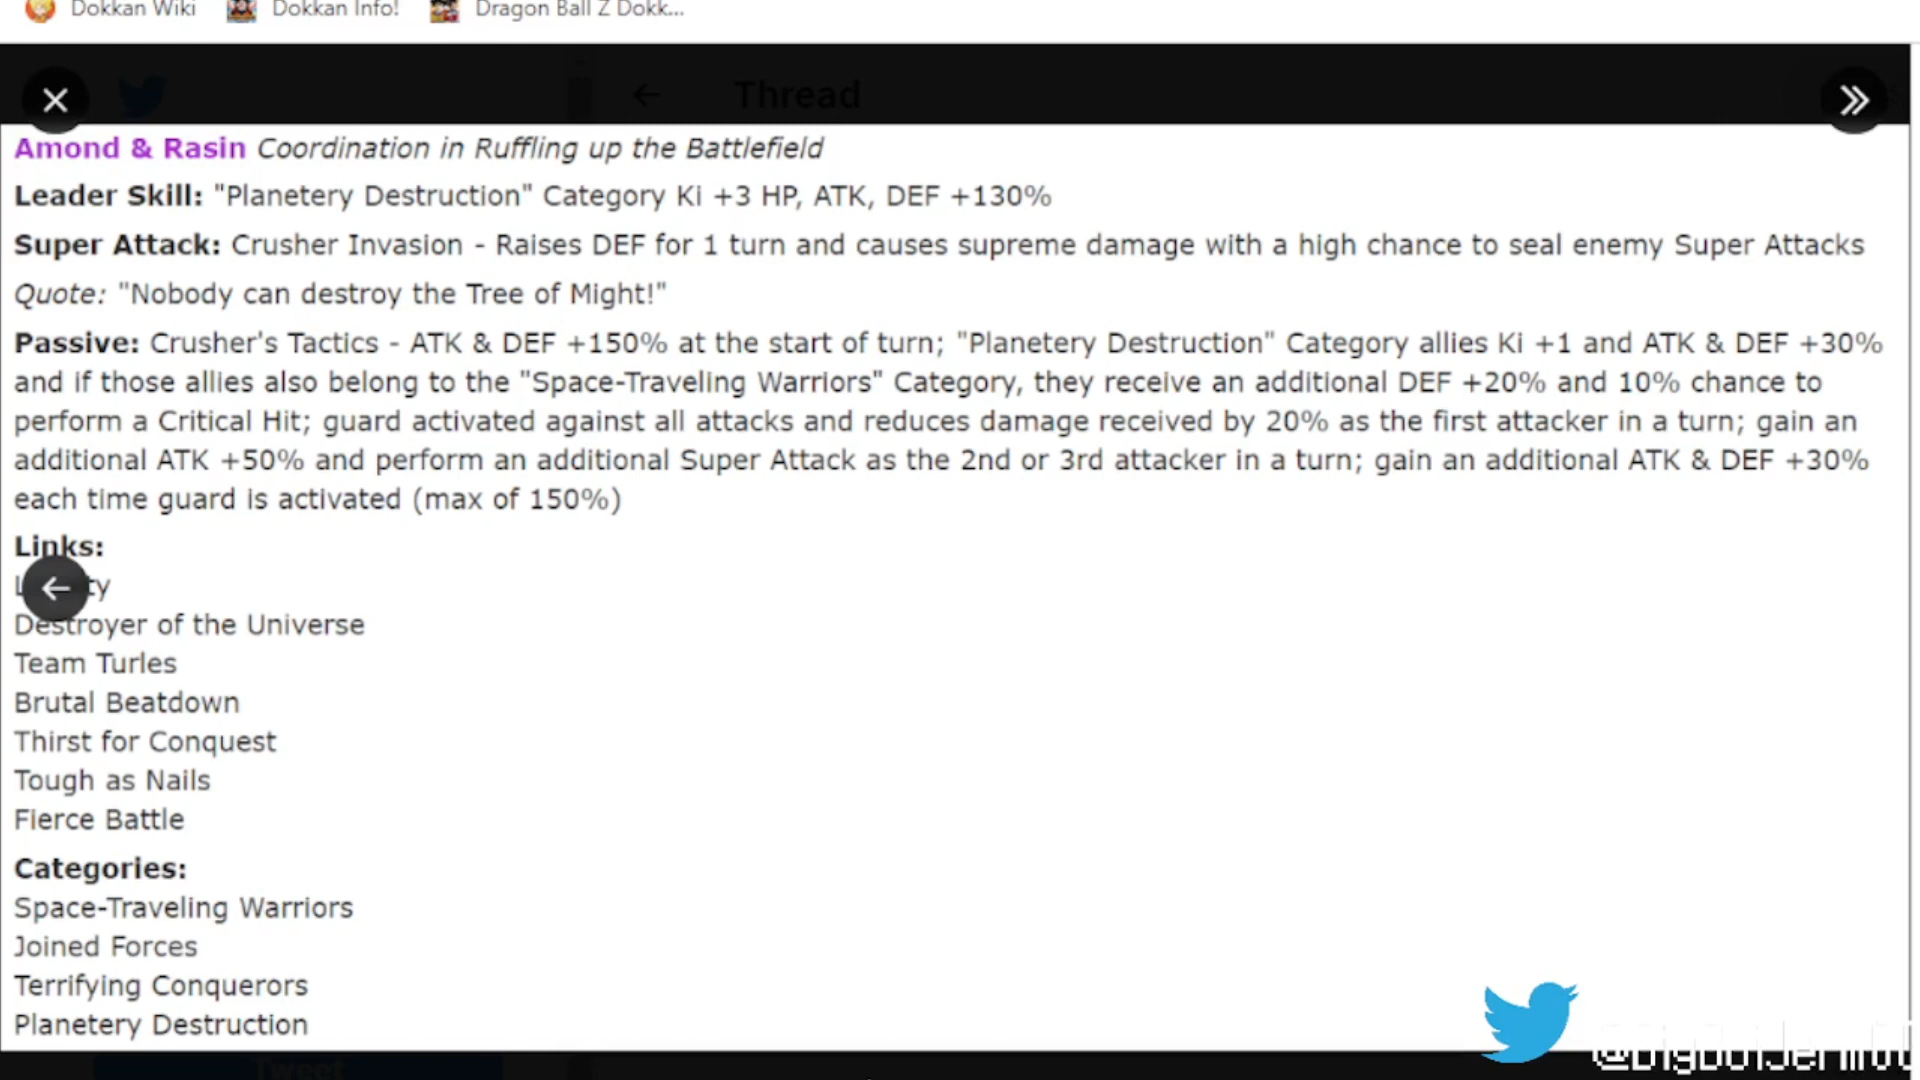 Dokkan Wiki Dokkan Info! Dragon Ball Z Dokk...
Thread
Amond & Rasin Coordination in Ruffling up the Battlefield
Leader Skill: "Planetery Destruction" Category Ki +3 HP, ATK, DEF +130%
Super Attack: Crusher Invasion - Raises DEF for 1 turn and causes supreme damage with a high chance to seal enemy Super Attacks
Quote: "Nobody can destroy the Tree of Might!"
Passive: Crusher's Tactics - ATK & DEF +150% at the start of turn; "Planetery Destruction" Category allies Ki +1 and ATK & DEF +30%
and if those allies also belong to the "Space-Traveling Warriors" Category, they receive an additional DEF +20% and 10% chance to
perform a Critical Hit; guard activated against all attacks and reduces damage received by 20% as the first attacker in a turn; gain an
additional ATK +50% and perform an additional Super Attack as the 2nd or 3rd attacker in a turn; gain an additional ATK & DEF +30%
each time guard is activated (max of 150%)
Links:
Destroyer of the Universe
Team Turles
Brutal Beatdown
Thirst for Conquest
Tough as Nails
Fierce Battle
Categories:
Space-Traveling Warriors
Joined Forces
Terrifying Conquerors
Planetery Destruction
Tweet